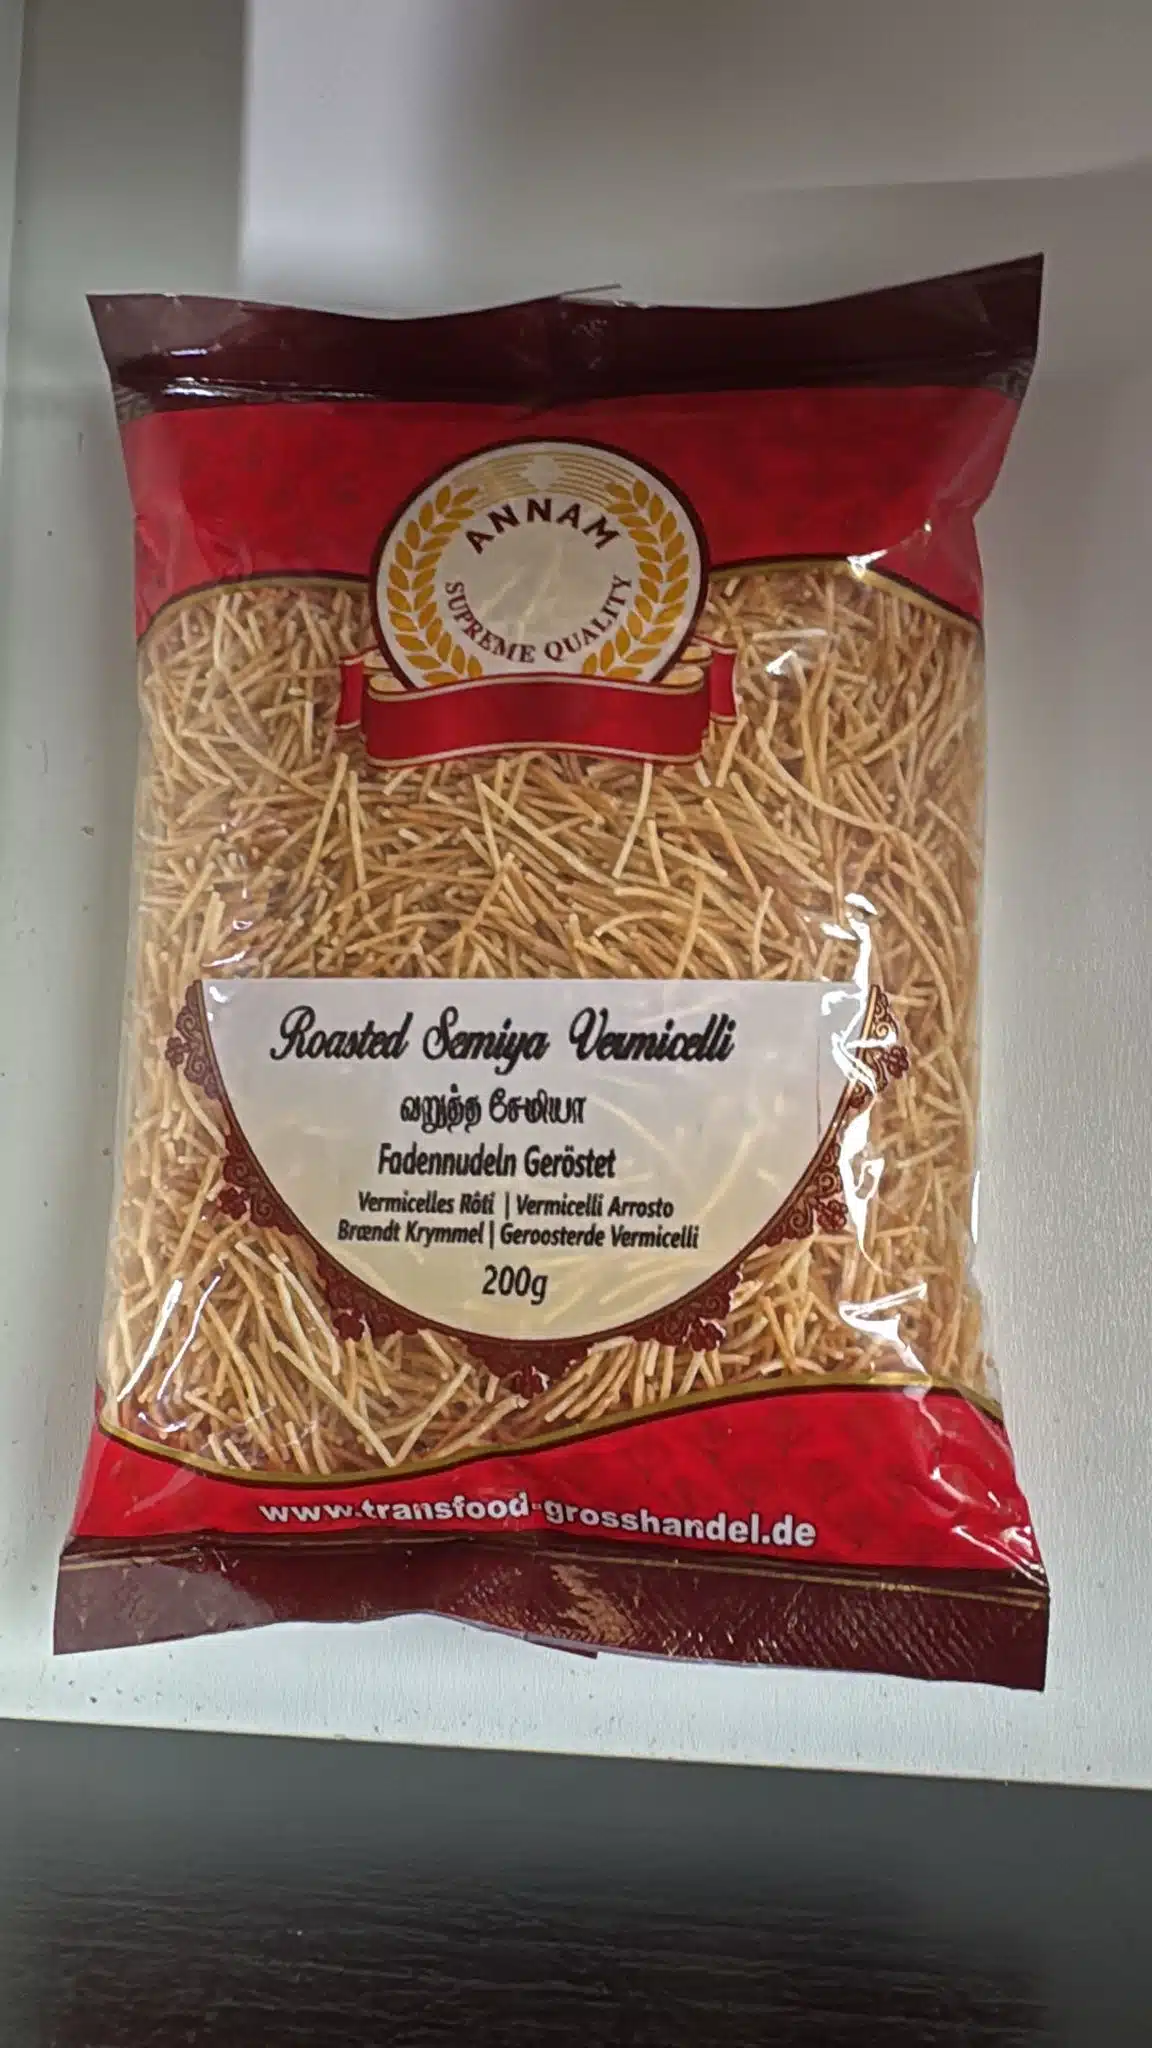 ANNAM
SUPREME QUALITY
Roasted Semiya Vermicelli
வறுத்த சேமியா
Fadennudeln Geröstet
Vermicelles Rôti | Vermicelli Arrosto
Brændt Krymmel | Geroosterde Vermicelli
200g
www.transfood-grosshandel.de